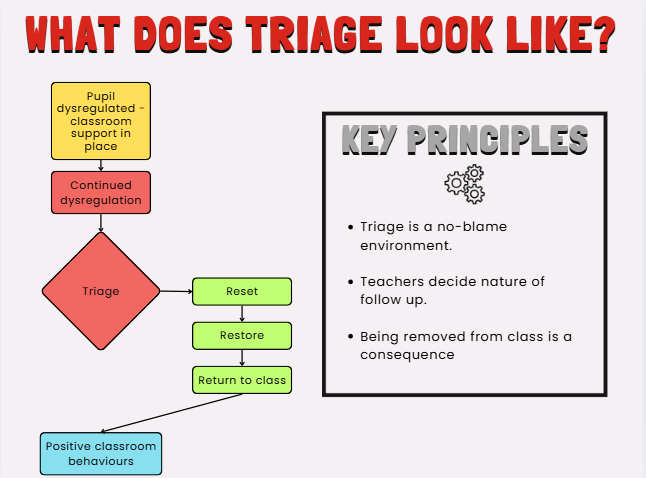 WHAT DOES TRIAGE LOOK LIKE?
Pupil
dysregulated -
classroom
support in
place
Continued
dysregulation
Triage
Reset
Restore
Return to class
Positive classroom
behaviours
KEY PRINCIPLES
• Triage is a no-blame
environment.
• Teachers decide nature of
follow up.
• Being removed from class is a
consequence